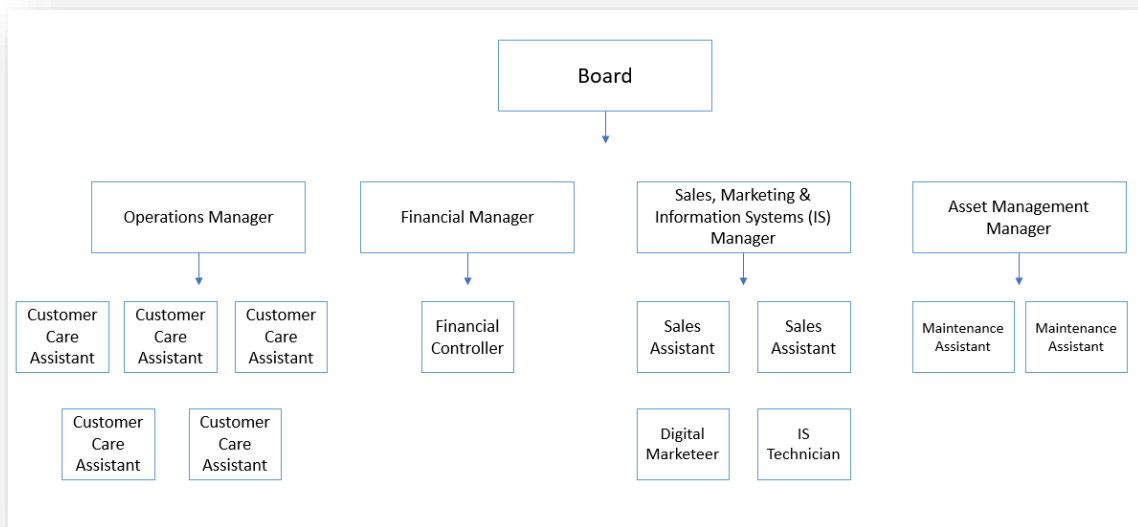 Board
Operations Manager
Financial Manager
Sales, Marketing &
Information Systems (IS)
Manager
Asset Management
Manager
Customer
Care
Assistant
Customer
Care
Assistant
Customer
Care
Assistant
Financial
Controller
Sales
Assistant
Sales
Assistant
Maintenance
Assistant
Maintenance
Assistant
Customer
Care
Assistant
Customer
Care
Assistant
Digital
Marketeer
IS
Technician